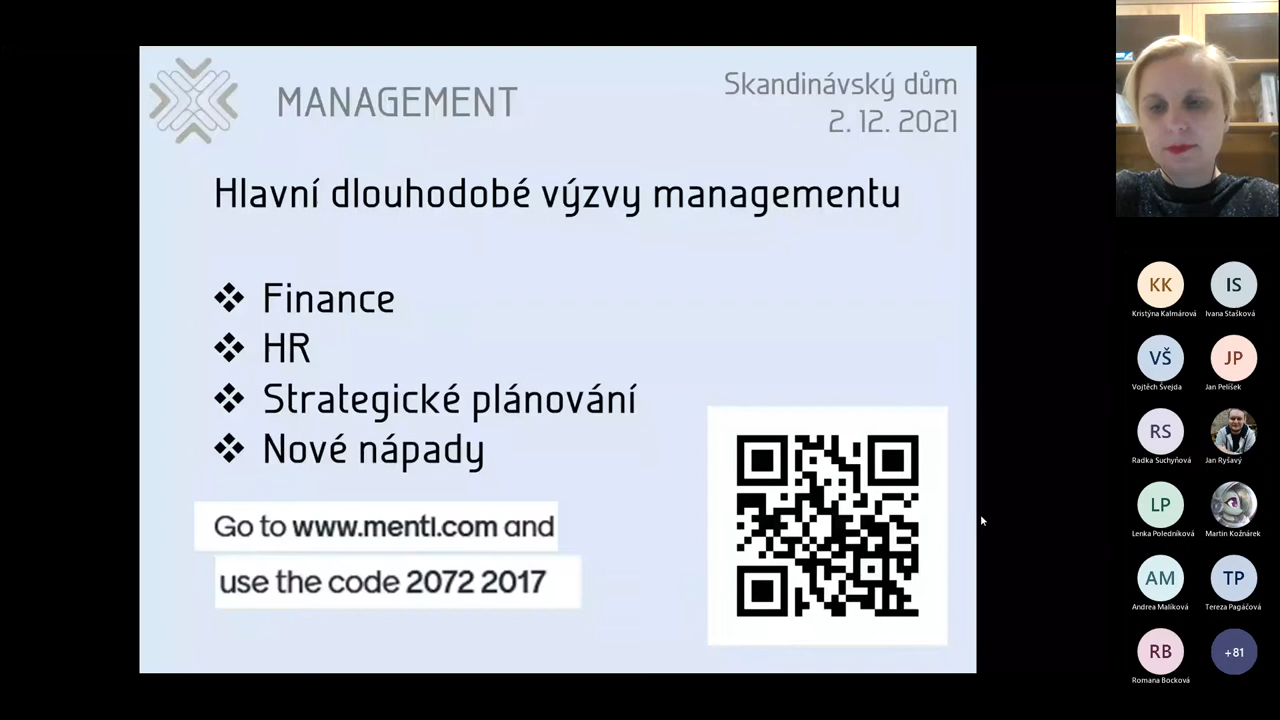 MANAGEMENT
Skandinávský dům
2. 12. 2021
Hlavní dlouhodobé výzvy managementu
Finance
HR
Strategické plánování
Nové nápady
Go to www.menti.com and
use the code 2072 2017
KK
IS
Kristýna Kalmárová
Ivana Stašková
VŠ
JP
Vojtěch Švejda
Jan Pelíšek
RS
Radka Suchyňová
Jan Ryšavý
LP
Lenka Poledníková
Martin Kožnárek
AM
TP
Andrea Malíková
Tereza Pagáčová
RB
+81
Romana Bocková